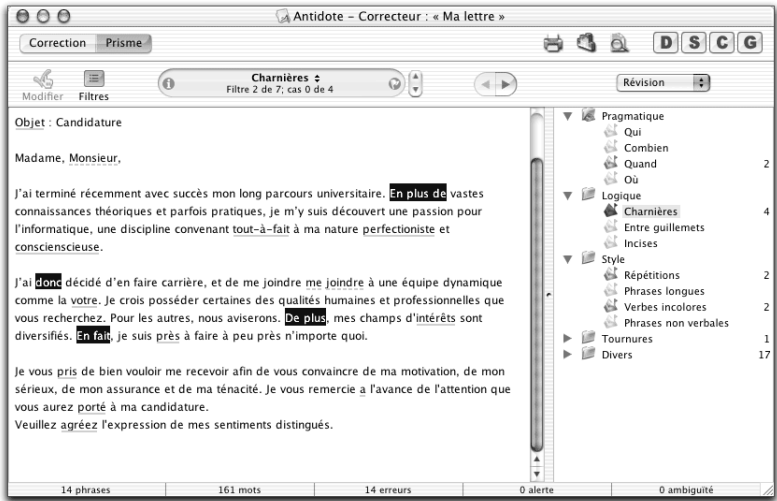 Antidote – Correcteur : « Ma lettre »
Correction Prisme
D S C G
Modifier Filtres
Charnières
Filtre 2 de 7; cas 0 de 4
Révision
Objet : Candidature
Madame, Monsieur,
J'ai terminé récemment avec succès mon long parcours universitaire. En plus de vastes
connaissances théoriques et parfois pratiques, je m'y suis découvert une passion pour
l'informatique, une discipline convenant tout-à-fait à ma nature perfectioniste et
conscienscieuse.
J'ai donc décidé d'en faire carrière, et de me joindre me joindre à une équipe dynamique
comme la votre. Je crois posséder certaines des qualités humaines et professionnelles que
vous recherchez. Pour les autres, nous aviserons. De plus, mes champs d'intérêts sont
diversifiés. En fait, je suis près à faire à peu près n'importe quoi.
Je vous pris de bien vouloir me recevoir afin de vous convaincre de ma motivation, de mon
sérieux, de mon assurance et de ma ténacité. Je vous remercie a l'avance de l'attention que
vous aurez porté à ma candidature.
Veuillez agréez l'expression de mes sentiments distingués.
Pragmatique
Qui
Combien
Quand 2
Où
Logique
Charnières 4
Entre guillemets
Incises
Style
Répétitions 2
Phrases longues
Verbes incolores 2
Phrases non verbales
Tournures 1
Divers 17
14 phrases 161 mots 14 erreurs 0 alerte 0 ambiguïté